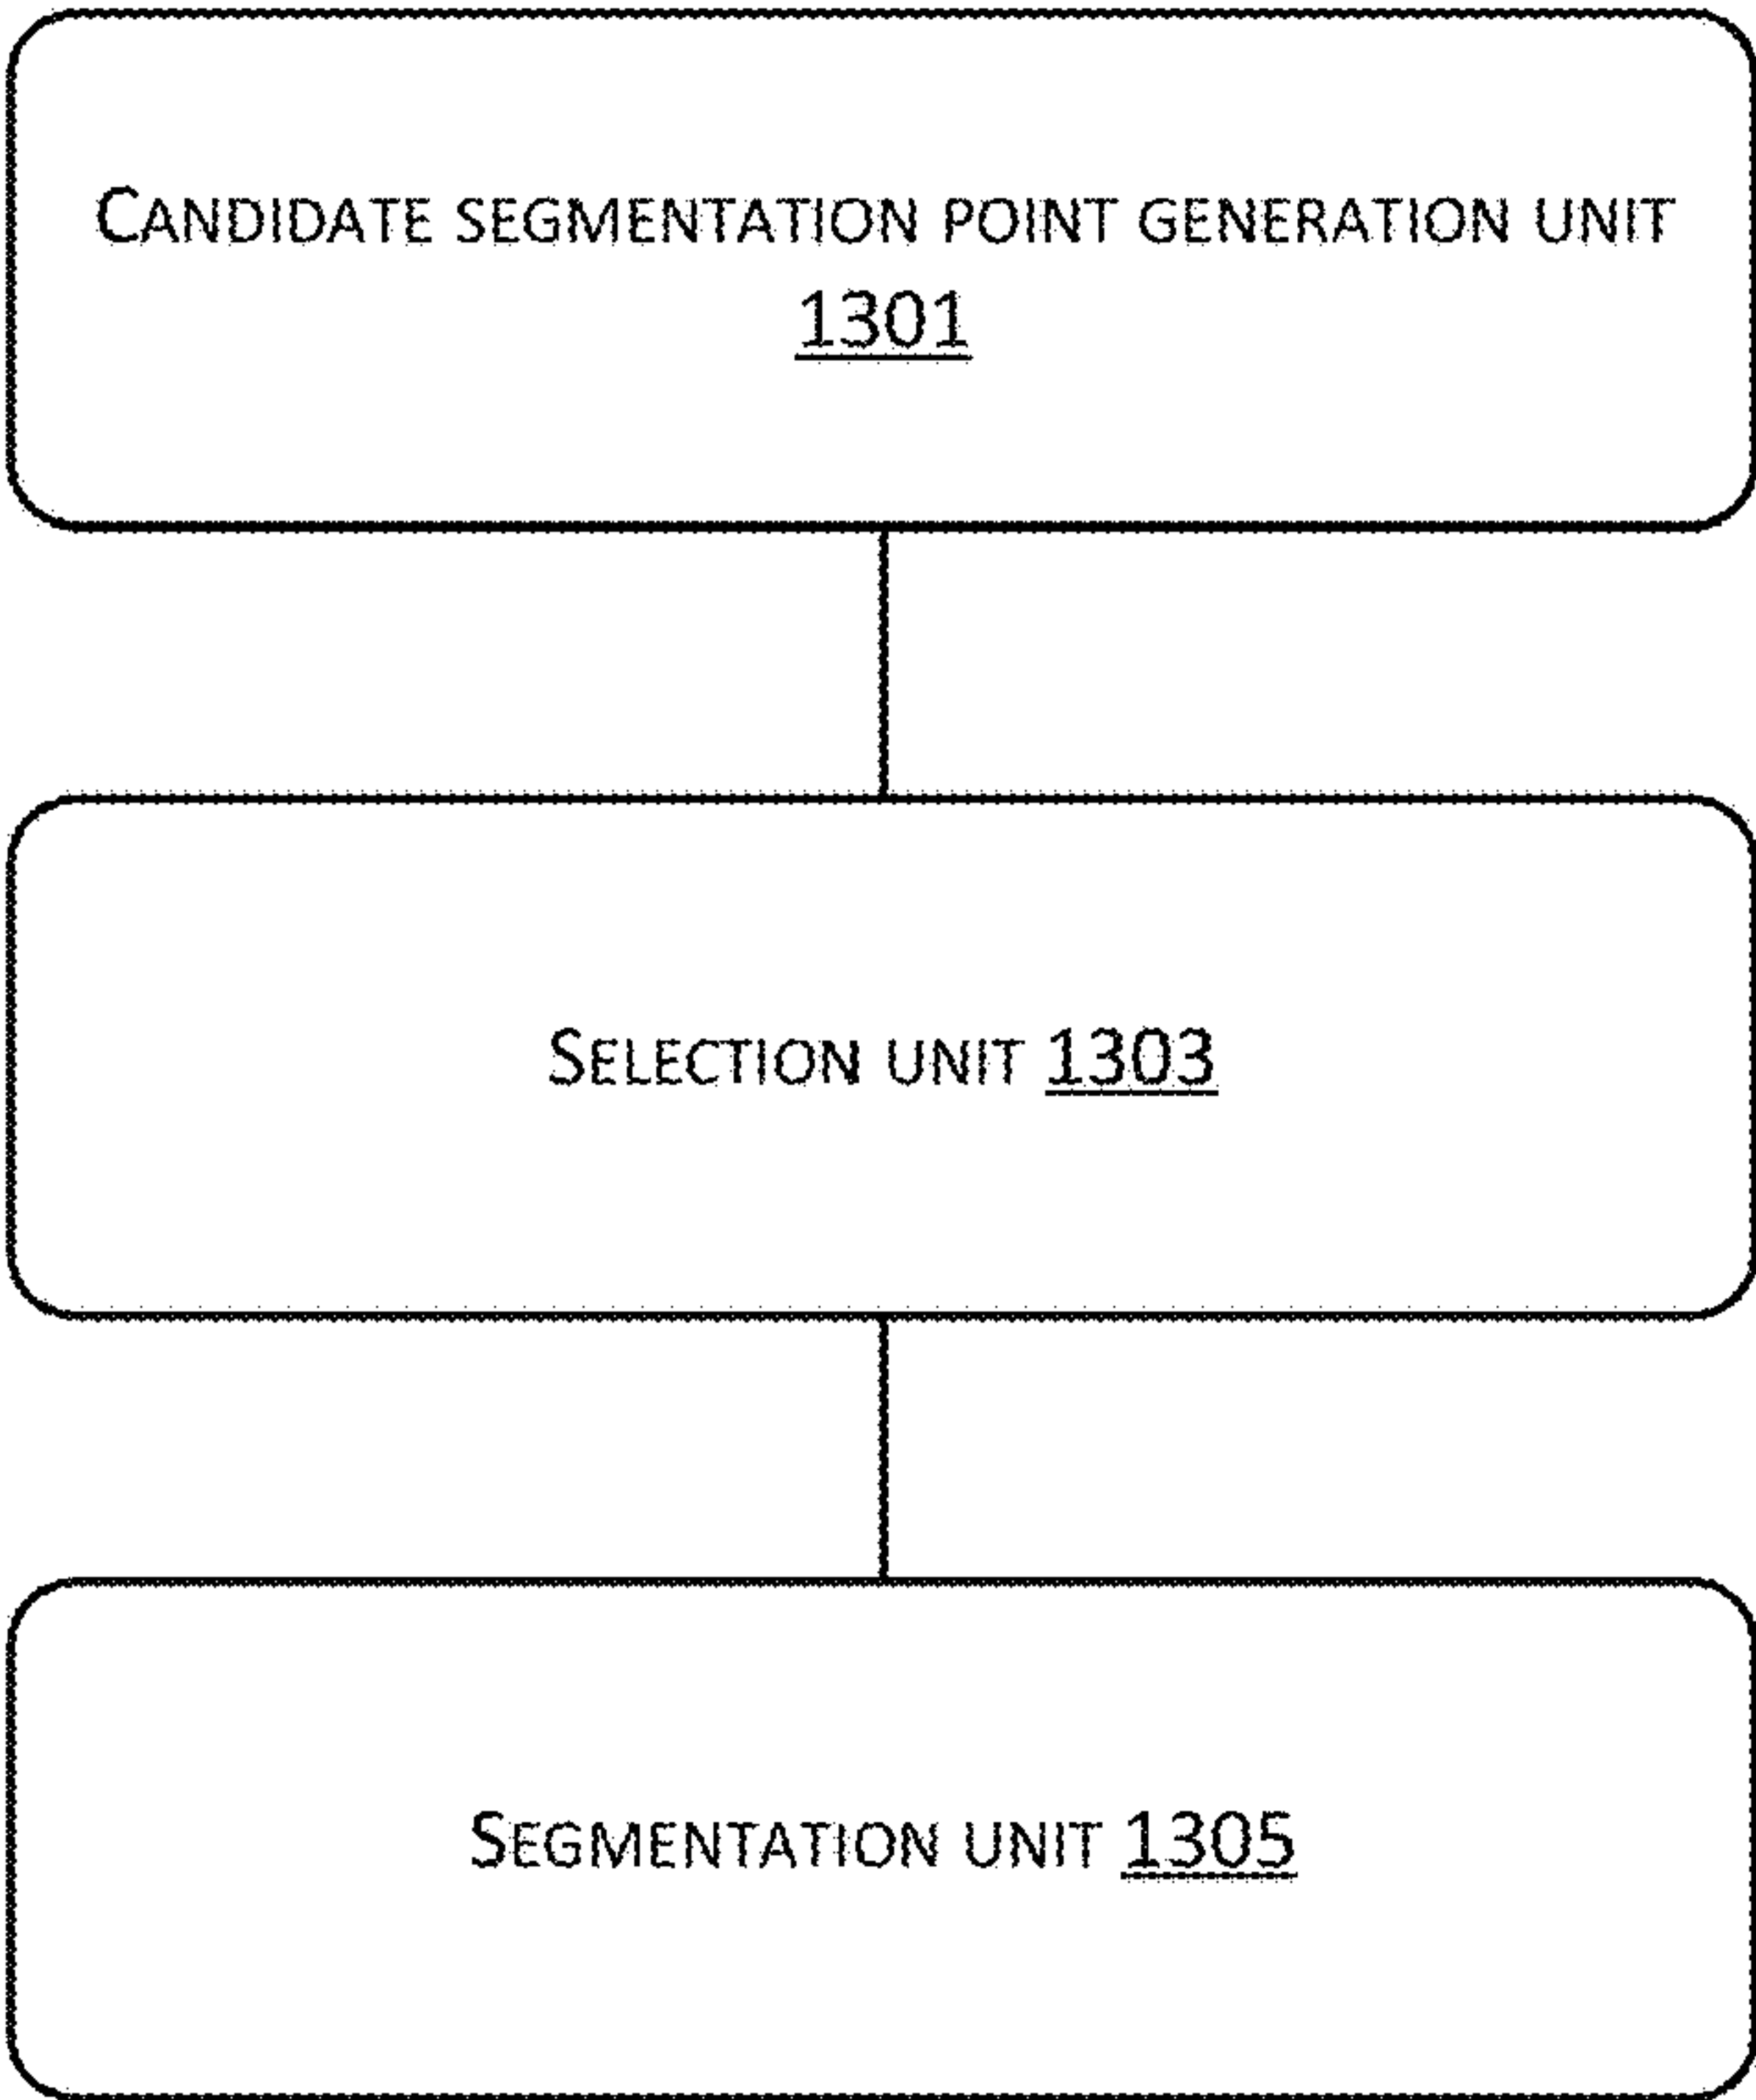 CANDIDATE SEGMENTATION POINT GENERATION UNIT
1301
SELECTION UNIT 1303
SEGMENTATION UNIT 1305